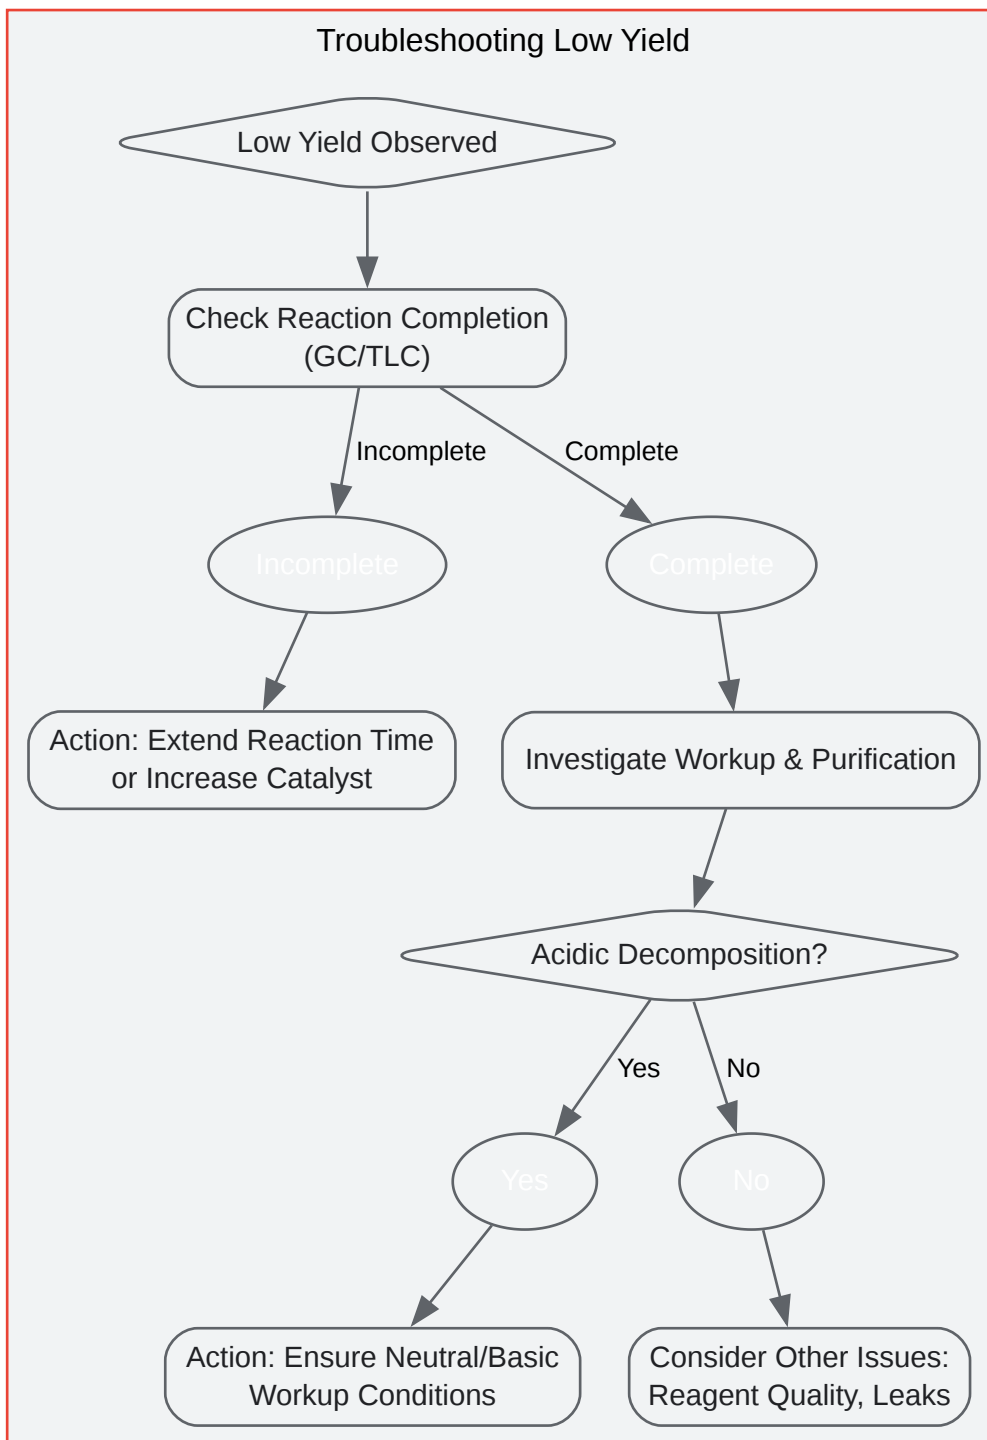 Troubleshooting Low Yield
Low Yield Observed
Check Reaction Completion
(GC/TLC)
Incomplete
Complete
Incomplete
Complete
Action: Extend Reaction Time
or Increase Catalyst
Investigate Workup & Purification
Acidic Decomposition?
Yes
No
Yes
No
Action: Ensure Neutral/Basic
Workup Conditions
Consider Other Issues:
Reagent Quality, Leaks